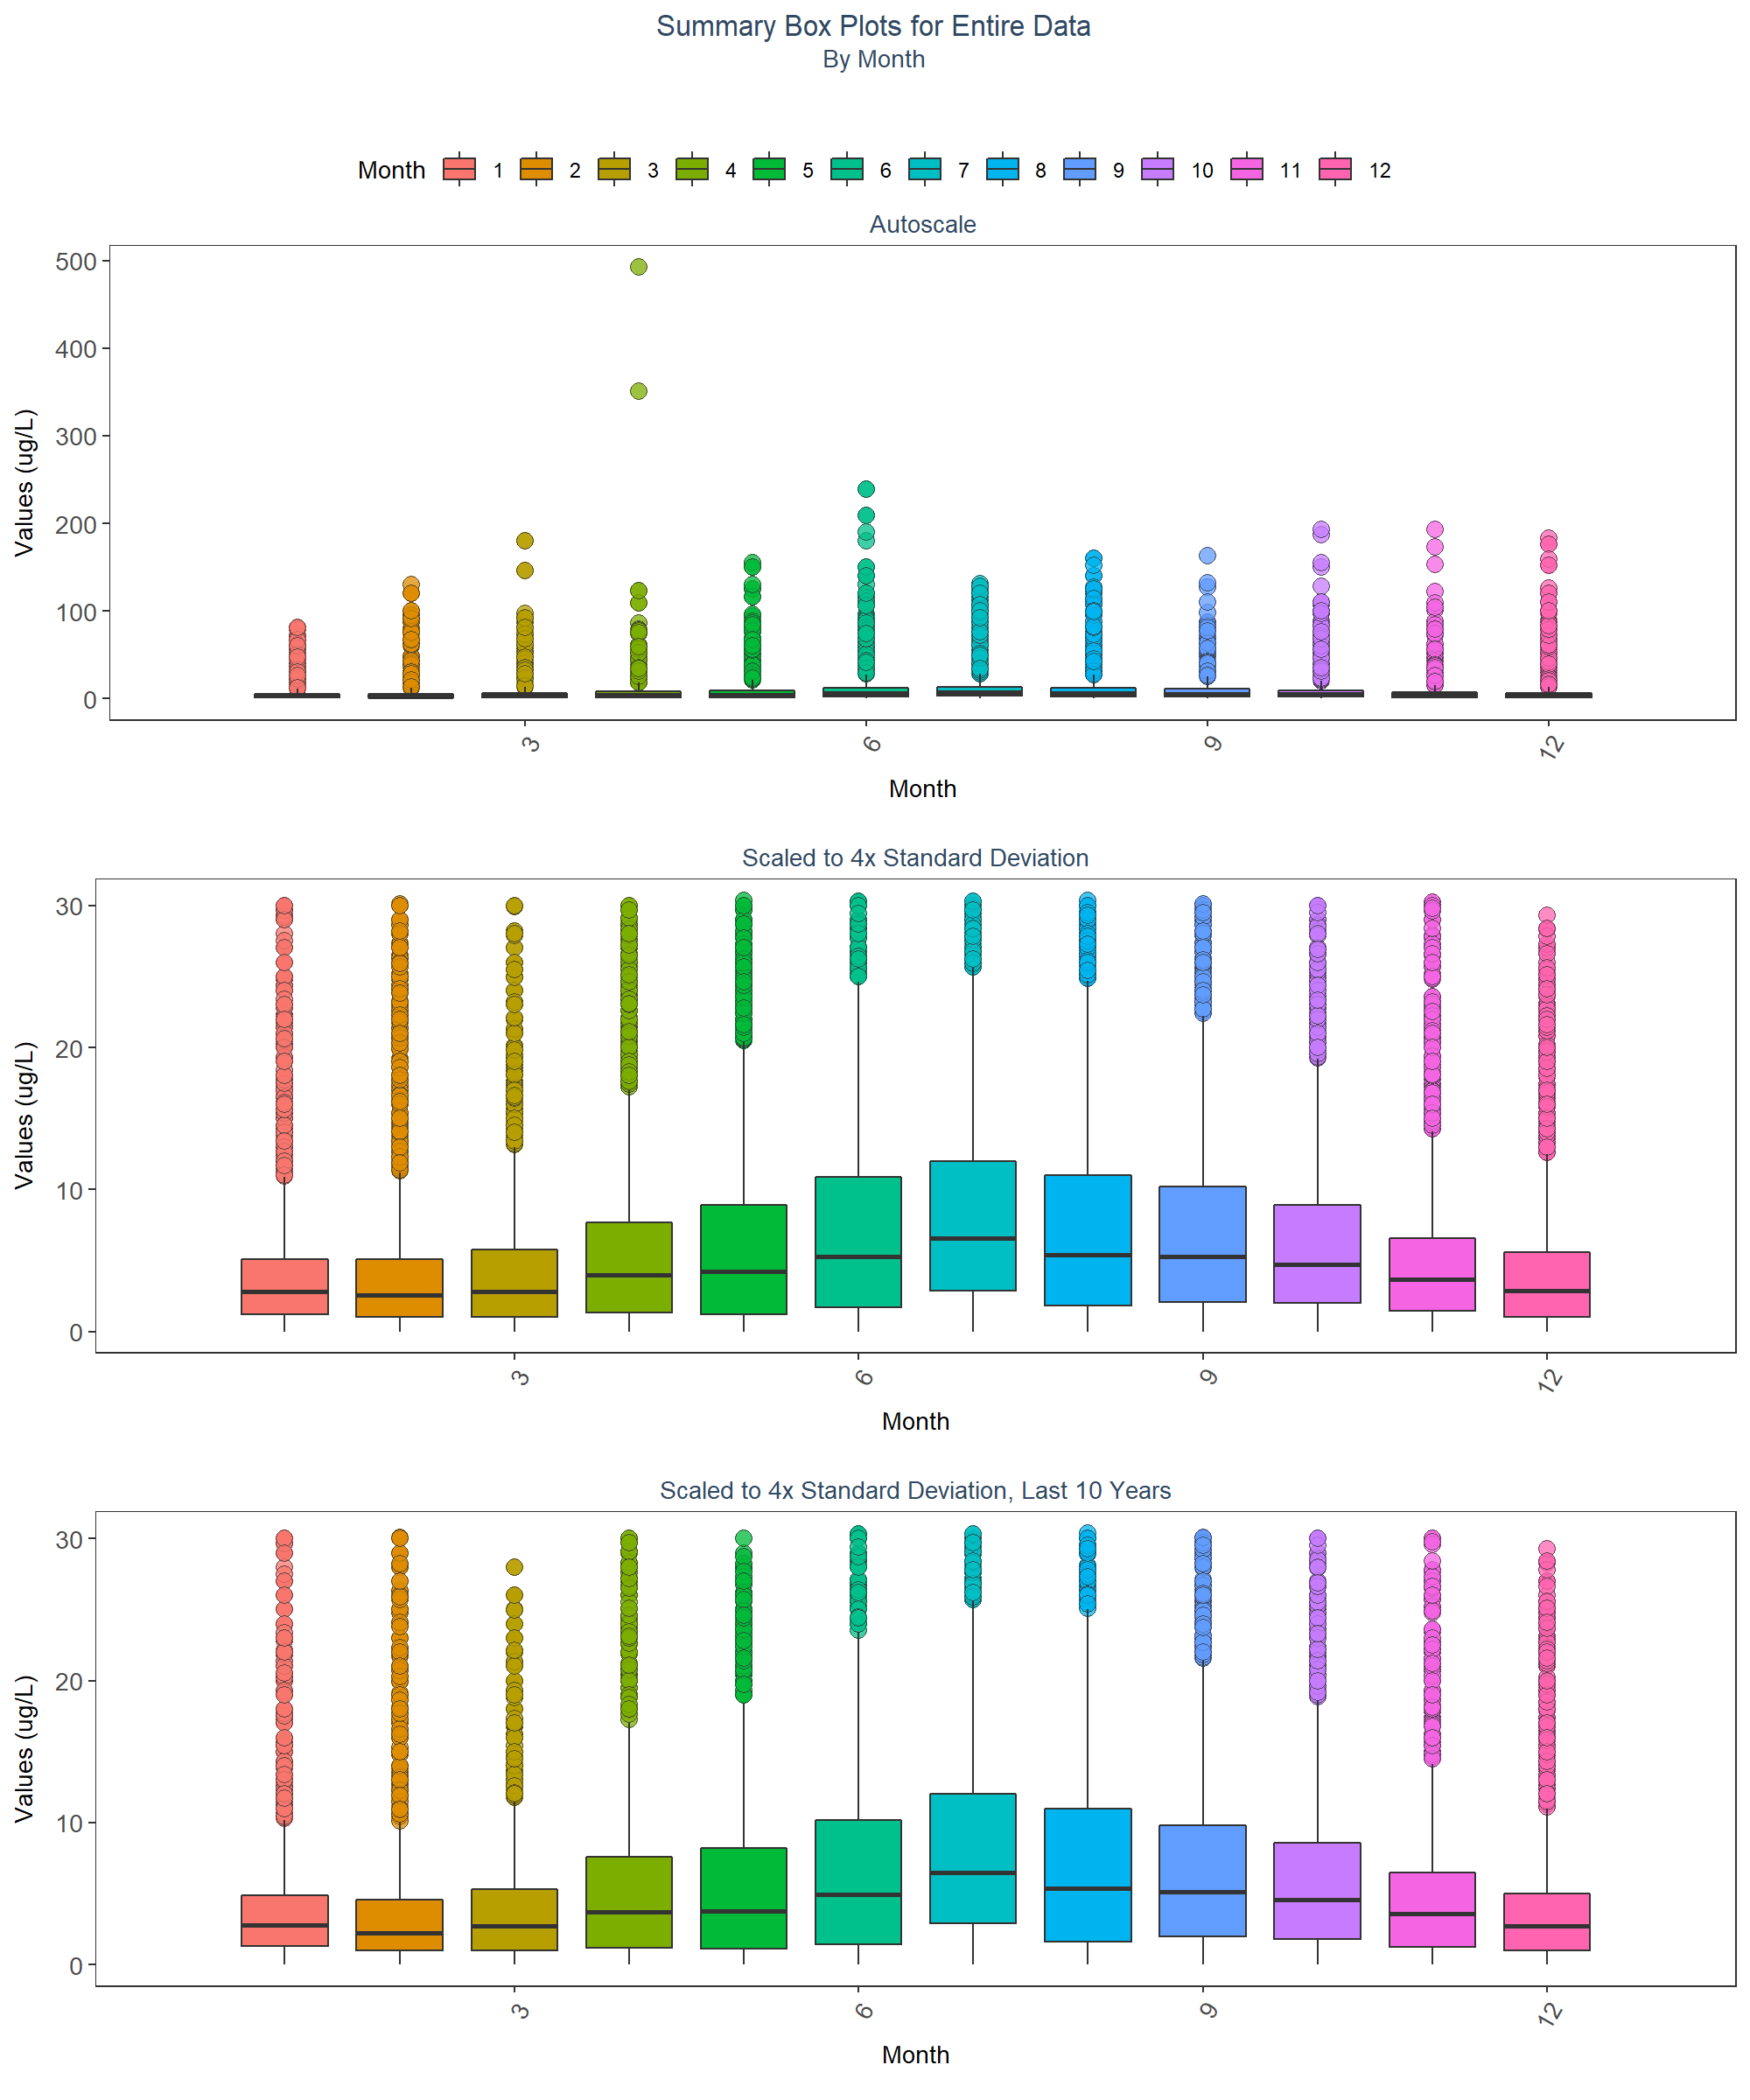 Summary Box Plots for Entire Data
By Month
Month 1 2 3 4 5 6 7 8 9 10 11 12
Autoscale
500
400
300
200
100
0
Values (ug/L)
3 6 9 12
Month
Scaled to 4x Standard Deviation
30
20
10
0
Values (ug/L)
3 6 9 12
Month
Scaled to 4x Standard Deviation, Last 10 Years
30
20
10
0
Values (ug/L)
3 6 9 12
Month